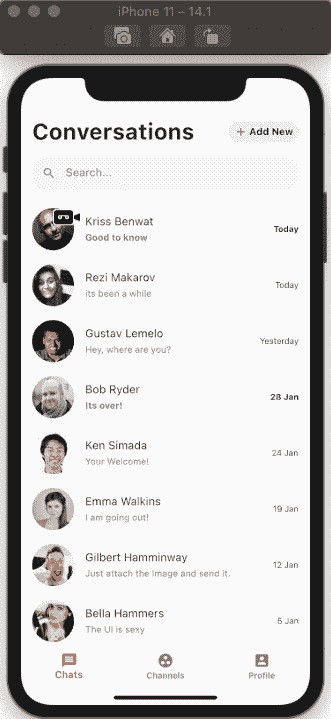 iPhone 11 – 14.1
Conversations
+ Add New
Search...
Kriss Benwat
Good to know
Today
Rezi Makarov
its been a while
Today
Gustav Lemelo
Hey, where are you?
Yesterday
Bob Ryder
Its over!
28 Jan
Ken Simada
Your Welcome!
24 Jan
Emma Walkins
I am going out!
19 Jan
Gilbert Hamminway
Just attach the Image and send it.
12 Jan
Bella Hammers
The UI is sexy
5 Jan
Chats
Channels
Profile